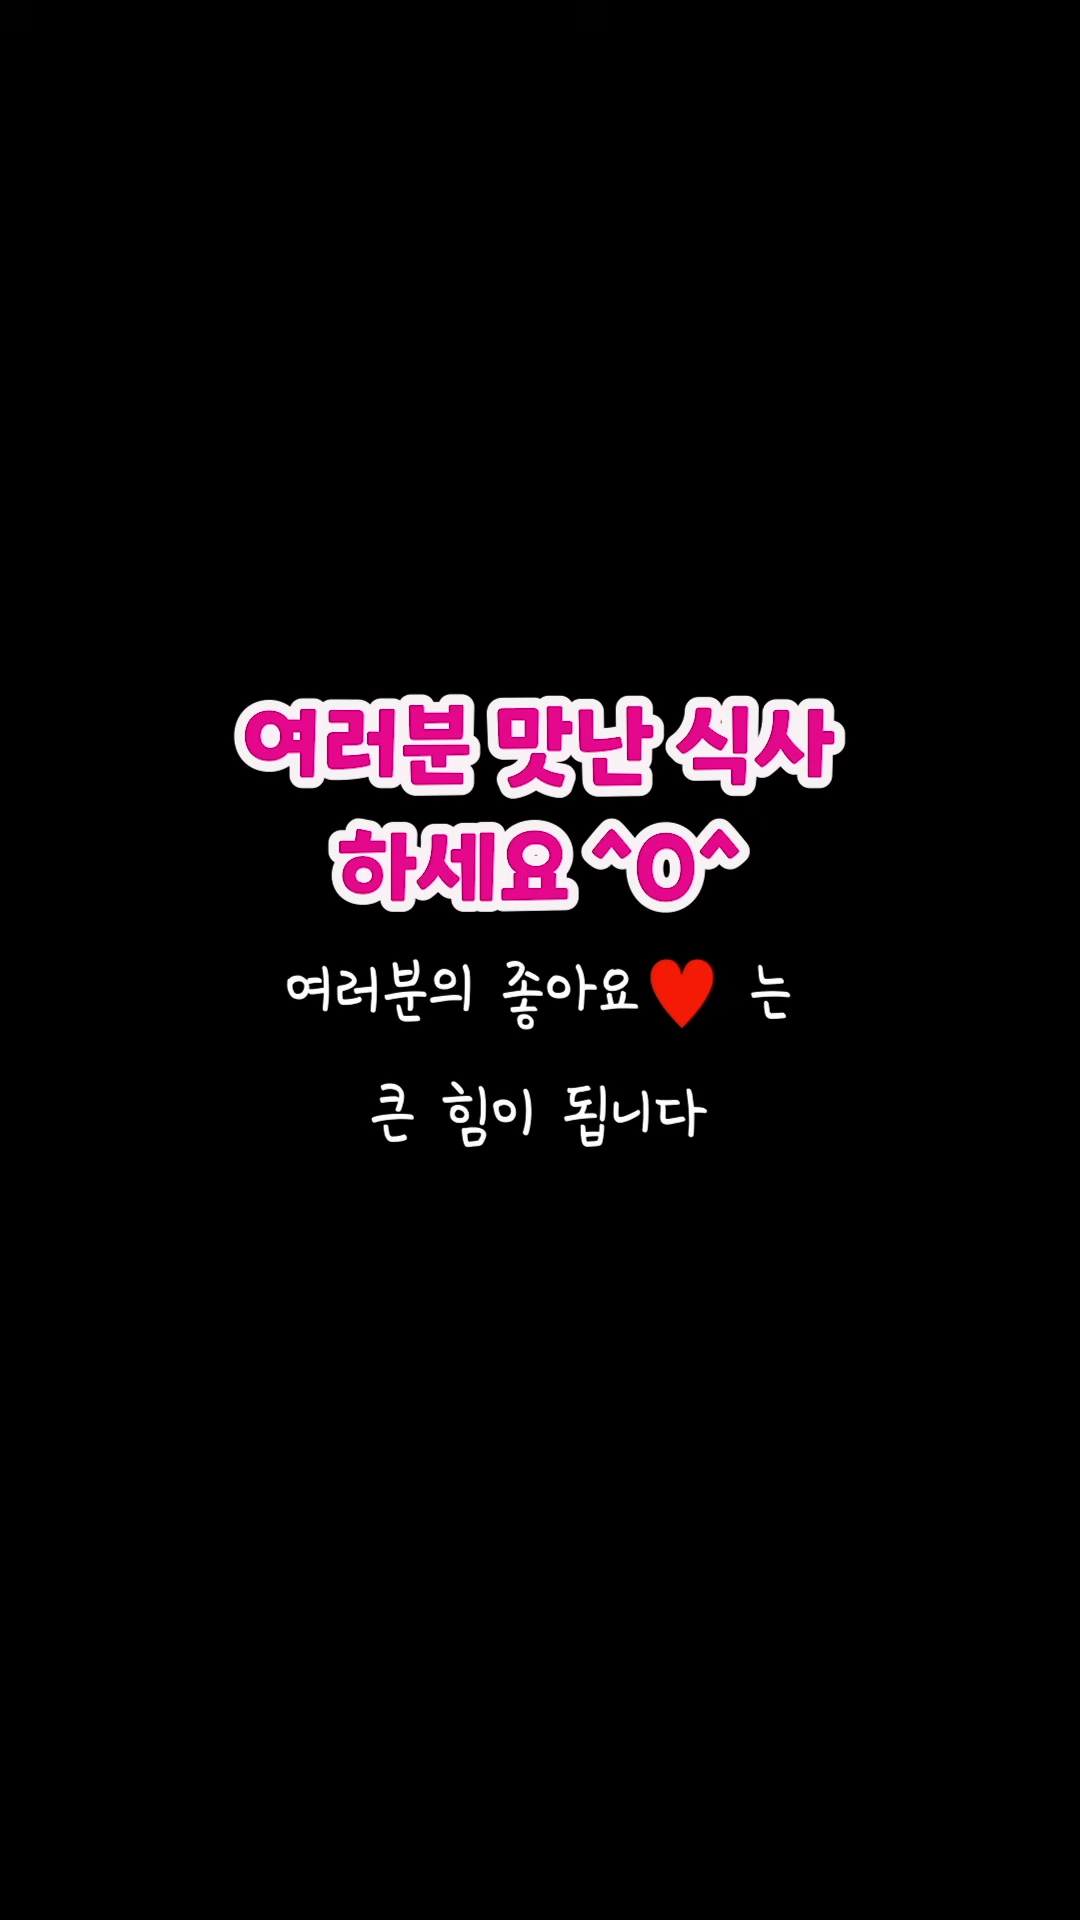 여러분 맛난 식사
하세요 ^0^
여러분의 좋아요♥ 는
큰 힘이 됩니다